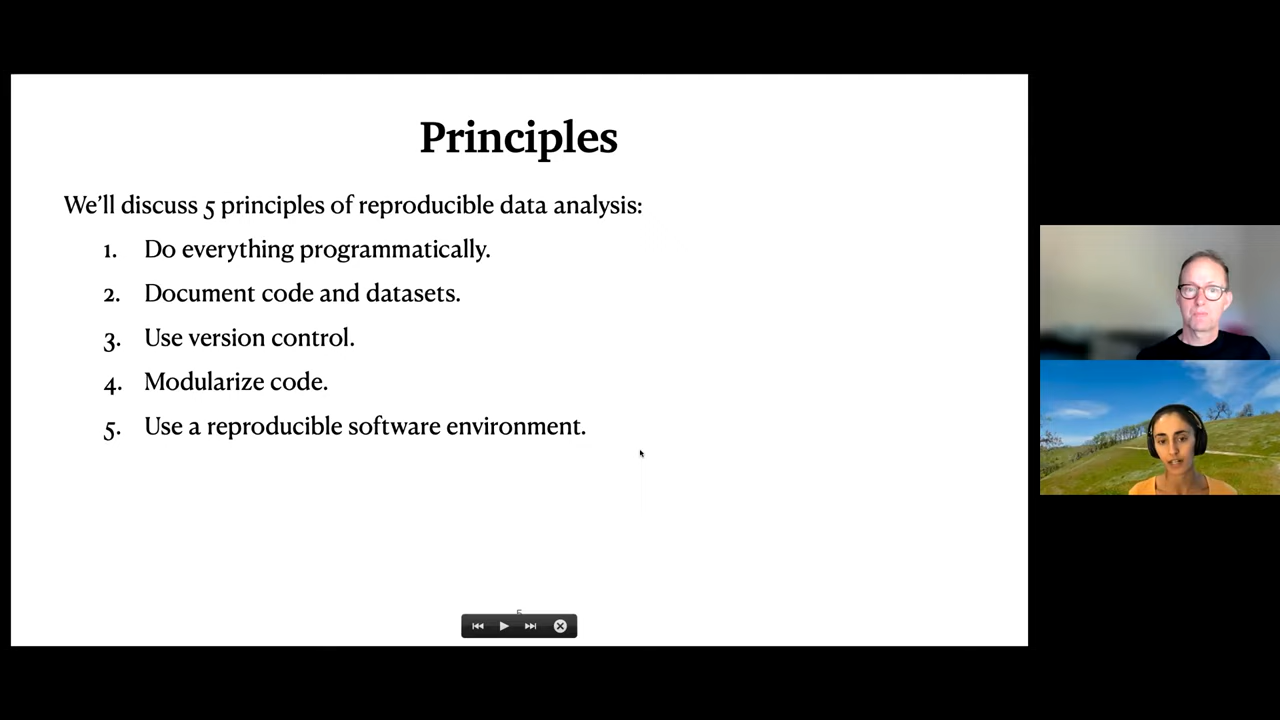 Principles
We'll discuss 5 principles of reproducible data analysis:
1. Do everything programmatically.
2. Document code and datasets.
3. Use version control.
4. Modularize code.
5. Use a reproducible software environment.